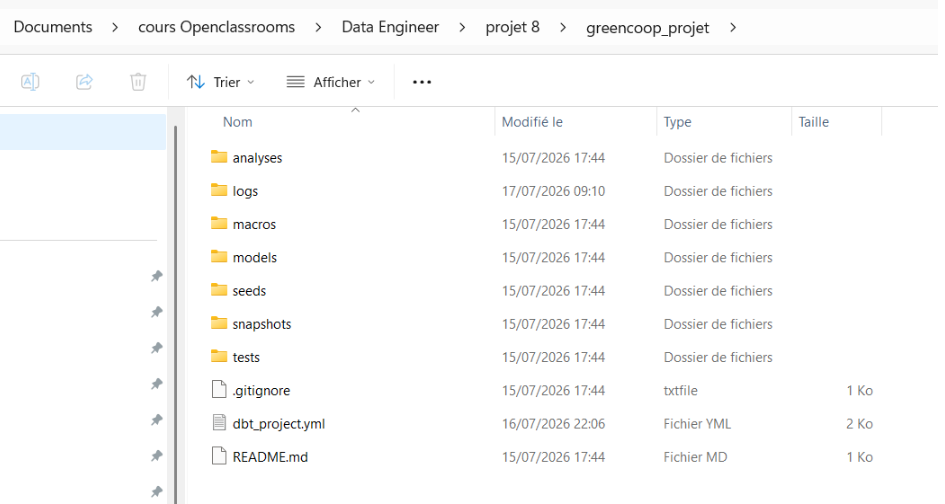 Documents > cours Openclassrooms > Data Engineer > projet 8 > greencoop_projet >
Trier Afficher ...
Nom Modifié le Type Taille
analyses 15/07/2026 17:44 Dossier de fichiers
logs 17/07/2026 09:10 Dossier de fichiers
macros 15/07/2026 17:44 Dossier de fichiers
models 15/07/2026 17:44 Dossier de fichiers
seeds 15/07/2026 17:44 Dossier de fichiers
snapshots 15/07/2026 17:44 Dossier de fichiers
tests 15/07/2026 17:44 Dossier de fichiers
.gitignore 15/07/2026 17:44 txtfile 1 Ko
dbt_project.yml 16/07/2026 22:06 Fichier YML 2 Ko
README.md 15/07/2026 17:44 Fichier MD 1 Ko